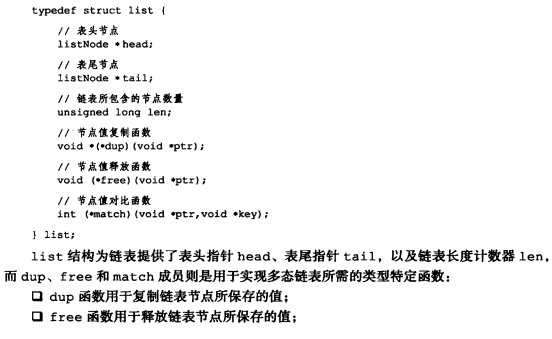 typedef struct list {
// 表头节点
listNode *head;
// 表尾节点
listNode *tail;
// 链表所包含的节点数量
unsigned long len;
// 节点值复制函数
void *(*dup)(void *ptr);
// 节点值释放函数
void (*free)(void *ptr);
// 节点值对比函数
int (*match)(void *ptr,void *key);
} list;
list 结构为链表提供了表头指针 head、表尾指针 tail，以及链表长度计数器 len，
而 dup、free 和 match 成员则是用于实现多态链表所需的类型特定函数：
❑ dup 函数用于复制链表节点所保存的值；
❑ free 函数用于释放链表节点所保存的值；